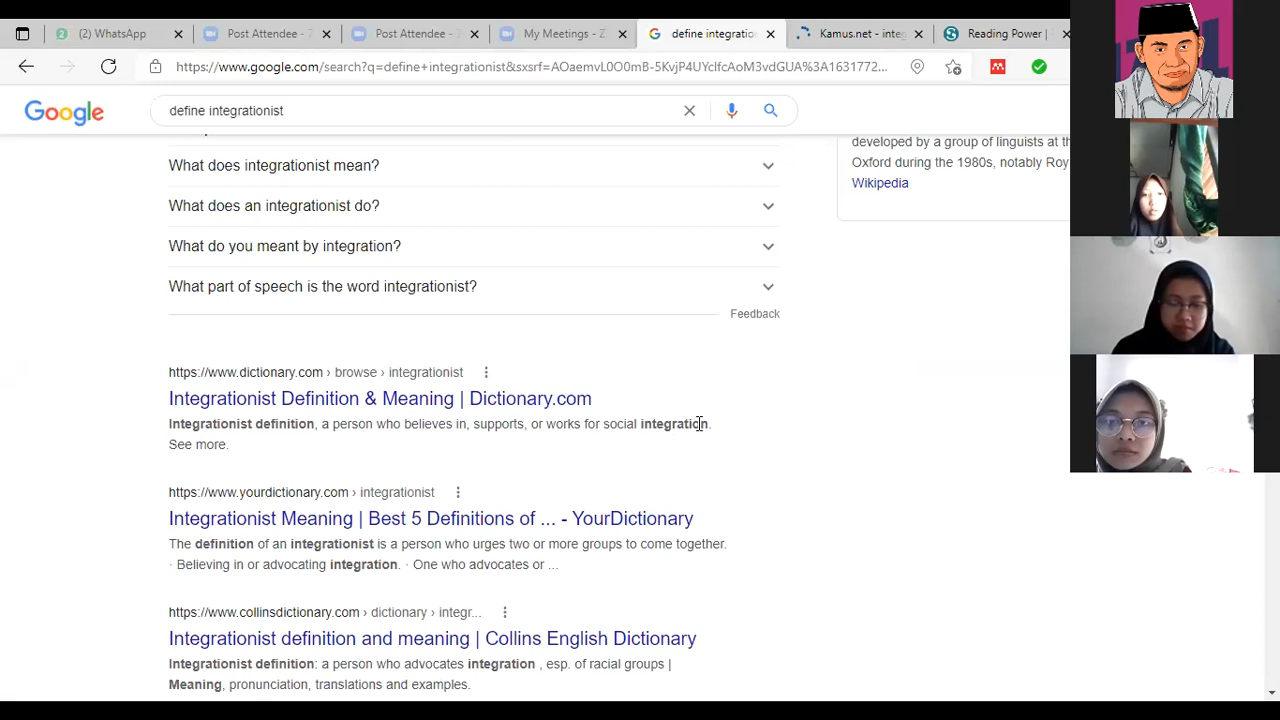 (2) WhatsApp
Post Attendee - Z
Post Attendee - Z
My Meetings - Z
define integratio
Kamus.net - inte
Reading Power |
https://www.google.com/search?q=define+integrationist&sxsrf=AOaemvL0O0mB-5KvjP4UYclfcAoM3vdGUA%3A1631772...
Google
define integrationist
developed by a group of linguists at th
Oxford during the 1980s, notably Roy
Wikipedia
What does integrationist mean?
What does an integrationist do?
What do you meant by integration?
What part of speech is the word integrationist?
Feedback
https://www.dictionary.com › browse › integrationist
Integrationist Definition & Meaning | Dictionary.com
Integrationist definition, a person who believes in, supports, or works for social integration.
See more.
https://www.yourdictionary.com › integrationist
Integrationist Meaning | Best 5 Definitions of ... - YourDictionary
The definition of an integrationist is a person who urges two or more groups to come together.
· Believing in or advocating integration. · One who advocates or ...
https://www.collinsdictionary.com › dictionary › integr...
Integrationist definition and meaning | Collins English Dictionary
Integrationist definition: a person who advocates integration , esp. of racial groups |
Meaning, pronunciation, translations and examples.